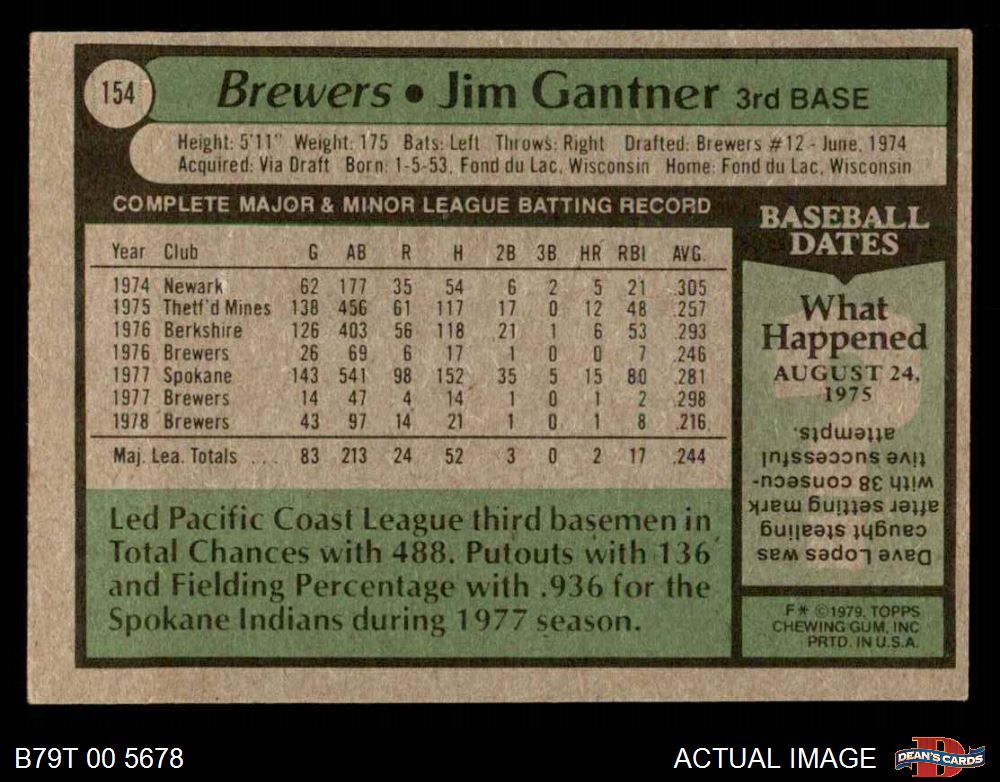 154
Brewers • Jim Gantner 3rd BASE
Height: 5'11" Weight: 175 Bats: Left Throws: Right Drafted: Brewers #12 - June, 1974
Acquired: Via Draft Born: 1-5-53, Fond du Lac, Wisconsin Home: Fond du Lac, Wisconsin
COMPLETE MAJOR & MINOR LEAGUE BATTING RECORD
Year Club G AB R H 2B 3B HR RBI AVG.
1974 Newark 62 177 35 54 6 2 5 21 .305
1975 Thetf'd Mines 138 456 61 117 17 0 12 48 .257
1976 Berkshire 126 403 56 118 21 1 6 53 .293
1976 Brewers 26 69 6 17 1 0 0 7 .246
1977 Spokane 143 541 98 152 35 5 15 80 .281
1977 Brewers 14 47 4 14 1 0 1 2 .298
1978 Brewers 43 97 14 21 1 0 1 8 .216
Maj. Lea. Totals ... 83 213 24 52 3 0 2 17 .244
Led Pacific Coast League third basemen in
Total Chances with 488. Putouts with 136
and Fielding Percentage with .936 for the
Spokane Indians during 1977 season.
BASEBALL
DATES
What
Happened
AUGUST 24,
1975
Dave Lopes was
caught stealing
after setting mark
with 38 consecu-
tive successful
attempts.
F* ©1979, TOPPS
CHEWING GUM, INC
PRTD. IN U.S.A.
B79T 00 5678
ACTUAL IMAGE
D
DEAN'S CARDS